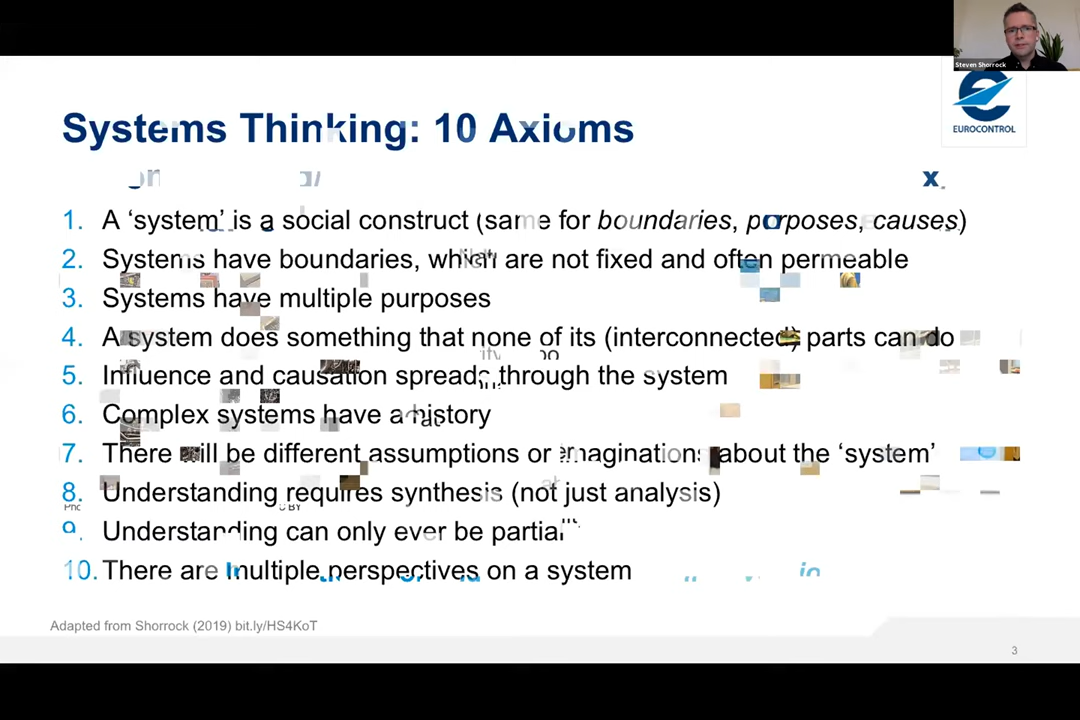 Steven Shorrock
EUROCONTROL
Systems Thinking: 10 Axioms
1. A ‘system’ is a social construct (same for boundaries, purposes, causes)
2. Systems have boundaries, which are not fixed and often permeable
3. Systems have multiple purposes
4. A system does something that none of its (interconnected) parts can do
5. Influence and causation spreads through the system
6. Complex systems have a history
7. There will be different assumptions or imaginations about the ‘system’
8. Understanding requires synthesis (not just analysis)
9. Understanding can only ever be partial
10. There are multiple perspectives on a system
Adapted from Shorrock (2019) bit.ly/HS4KoT
3